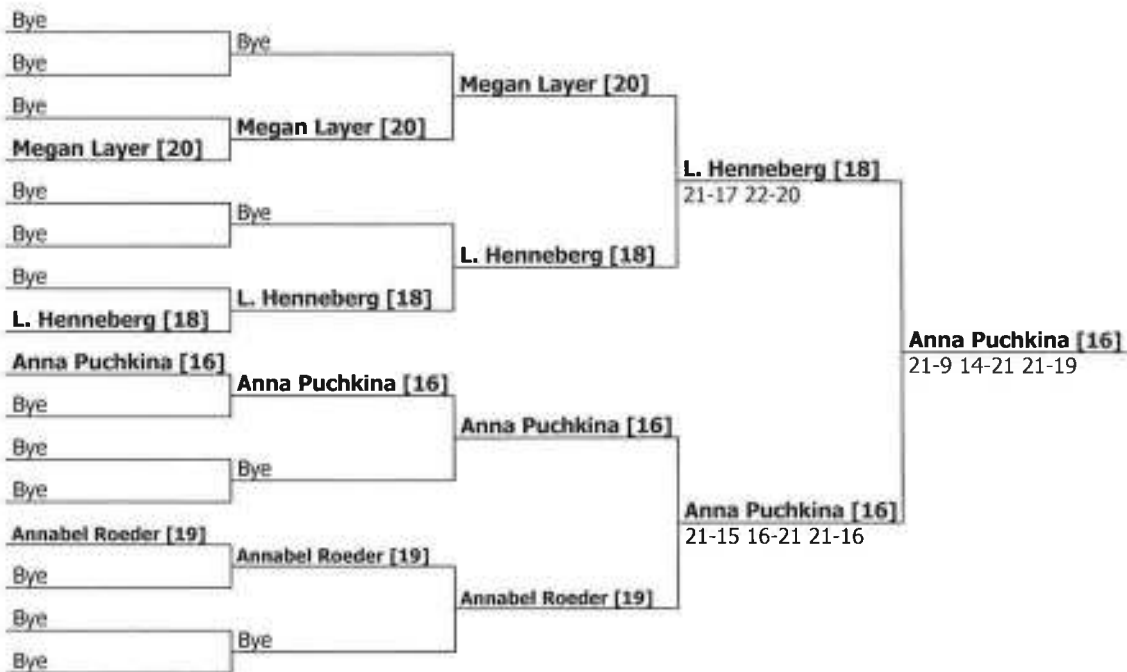 Bye
Bye
Bye
Megan Layer [20]
Bye
Bye
Bye
L. Henneberg [18]
Anna Puchkina [16]
Bye
Bye
Bye
Annabel Roeder [19]
Bye
Bye
Bye
Bye
Megan Layer [20]
Bye
L. Henneberg [18]
Anna Puchkina [16]
Bye
Annabel Roeder [19]
Bye
Megan Layer [20]
L. Henneberg [18]
Anna Puchkina [16]
Annabel Roeder [19]
L. Henneberg [18]
21-17 22-20
Anna Puchkina [16]
21-15 16-21 21-16
Anna Puchkina [16]
21-9 14-21 21-19